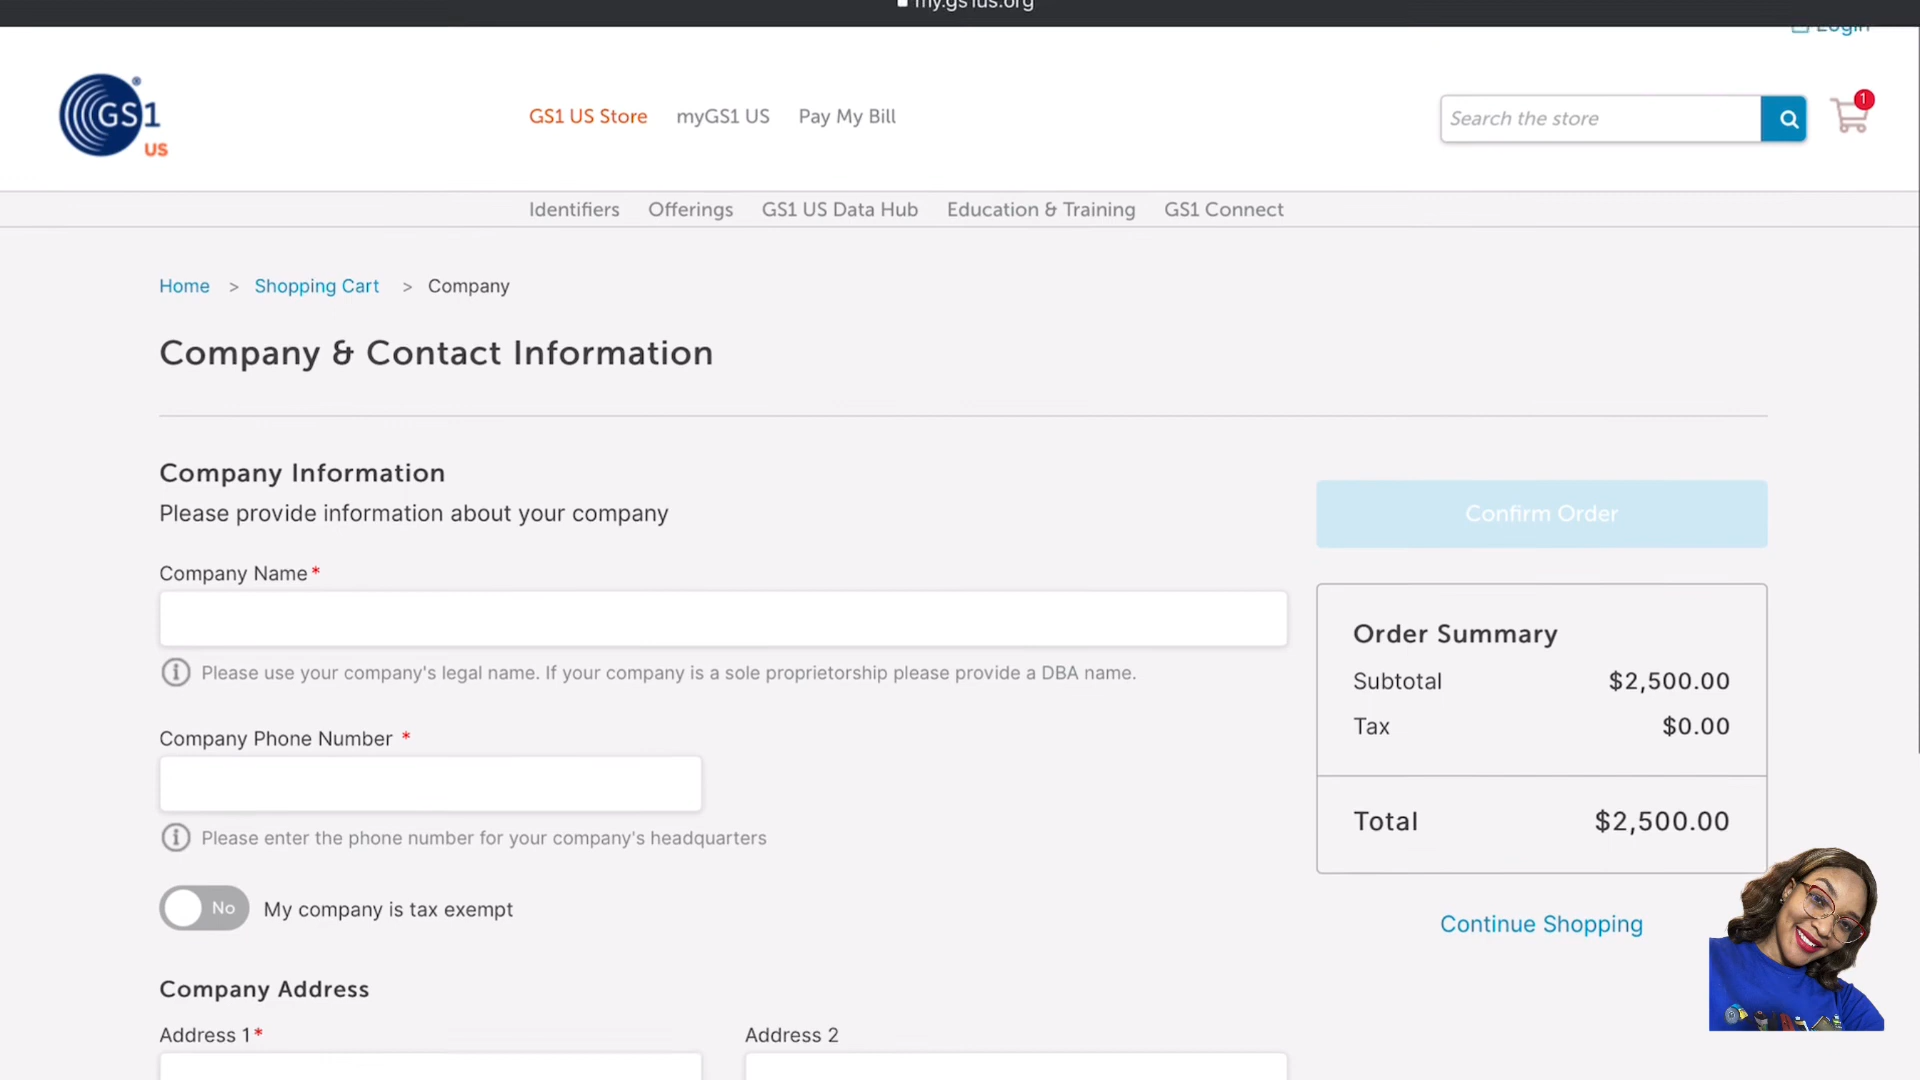 my.gs1us.org
Login
GS1 US
GS1 US Store myGS1 US Pay My Bill
Search the store
1
Identifiers Offerings GS1 US Data Hub Education & Training GS1 Connect
Home > Shopping Cart > Company
Company & Contact Information
Company Information
Please provide information about your company
Confirm Order
Company Name*
Please use your company's legal name. If your company is a sole proprietorship please provide a DBA name.
Order Summary
Subtotal $2,500.00
Tax $0.00
Total $2,500.00
Company Phone Number *
Please enter the phone number for your company's headquarters
No My company is tax exempt
Continue Shopping
Company Address
Address 1* Address 2